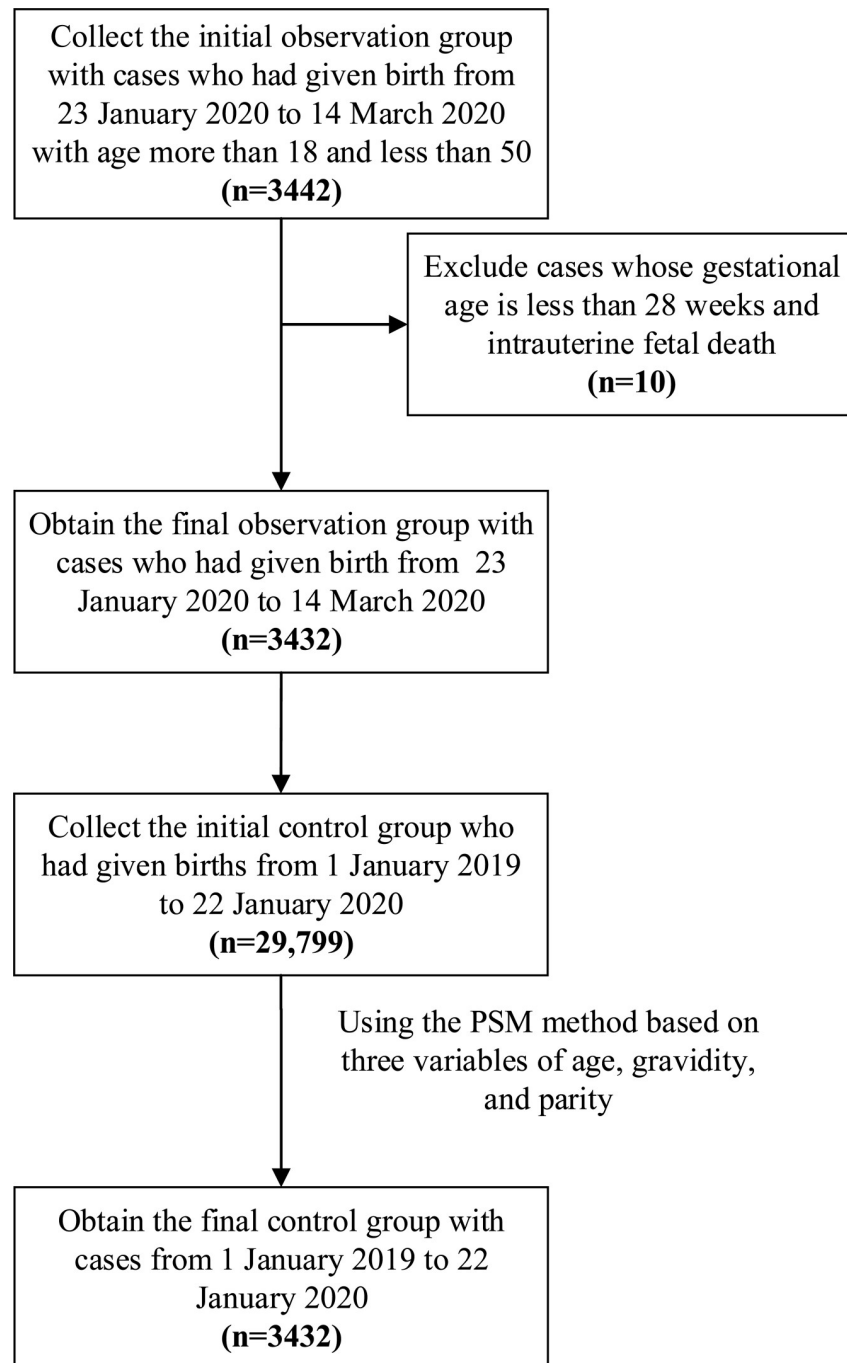 Collect the initial observation group
with cases who had given birth from
23 January 2020 to 14 March 2020
with age more than 18 and less than 50
(n=3442)
Exclude cases whose gestational
age is less than 28 weeks and
intrauterine fetal death
(n=10)
Obtain the final observation group with
cases who had given birth from 23
January 2020 to 14 March 2020
(n=3432)
Collect the initial control group who
had given births from 1 January 2019
to 22 January 2020
(n=29,799)
Using the PSM method based on
three variables of age, gravidity,
and parity
Obtain the final control group with
cases from 1 January 2019 to 22
January 2020
(n=3432)